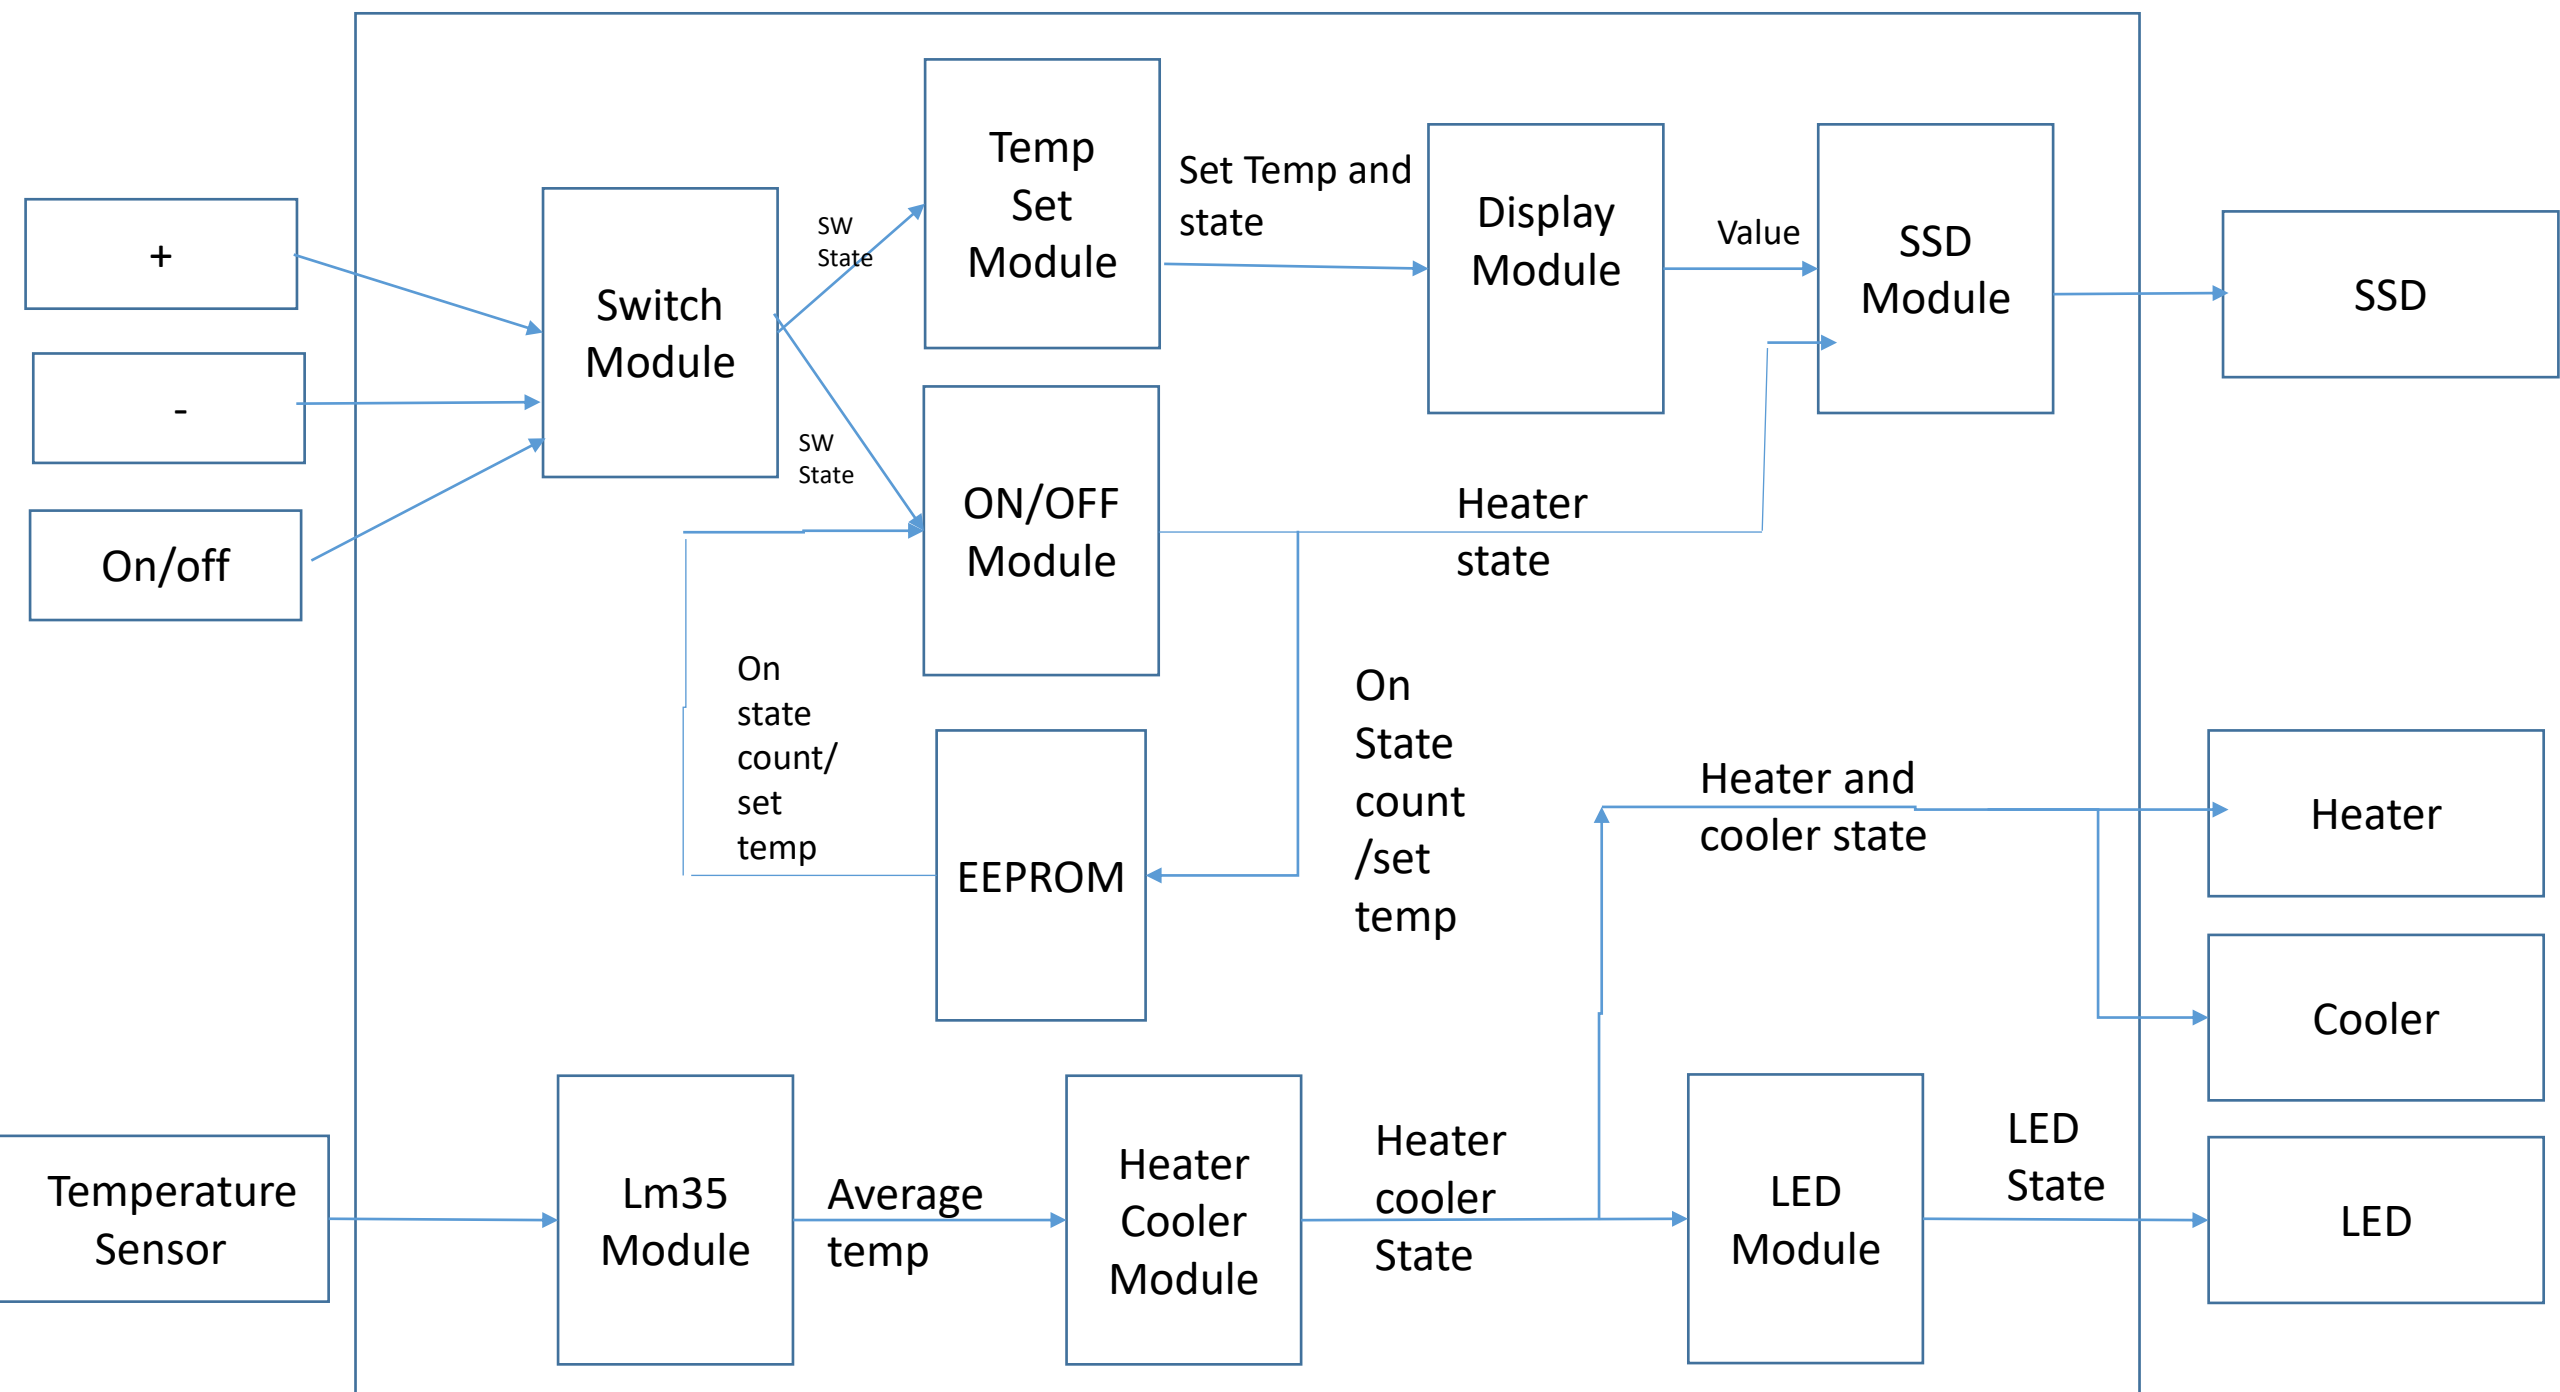 +
-
On/off
Switch
Module
SW
State
SW
State
Temp
Set
Module
Set Temp and
state
Display
Module
Value
SSD
Module
SSD
ON/OFF
Module
Heater
state
On
state
count/
set
temp
EEPROM
On
State
count
/set
temp
Heater and
cooler state
Heater
Cooler
Temperature
Sensor
Lm35
Module
Average
temp
Heater
Cooler
Module
Heater
cooler
State
LED
Module
LED
State
LED